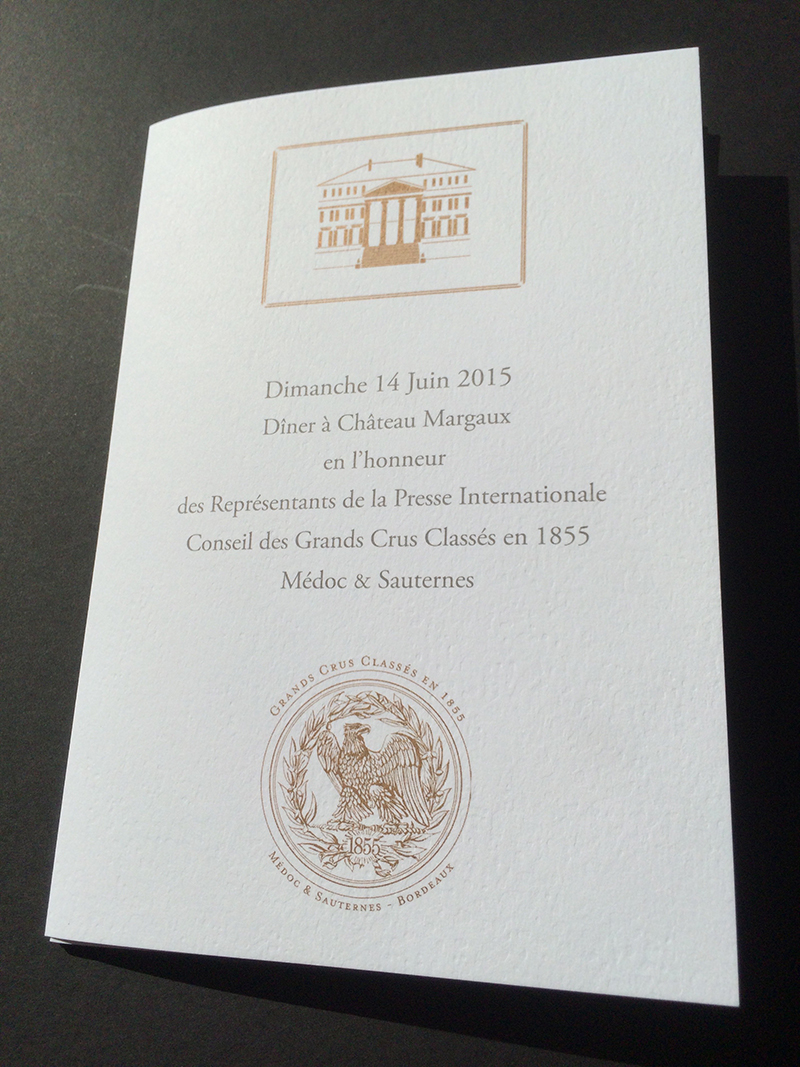 Dimanche 14 Juin 2015
Dîner à Château Margaux
en l'honneur
des Représentants de la Presse Internationale
Conseil des Grands Crus Classés en 1855
Médoc & Sauternes
Grands Crus Classés en 1855
1855
Médoc & Sauternes - Bordeaux